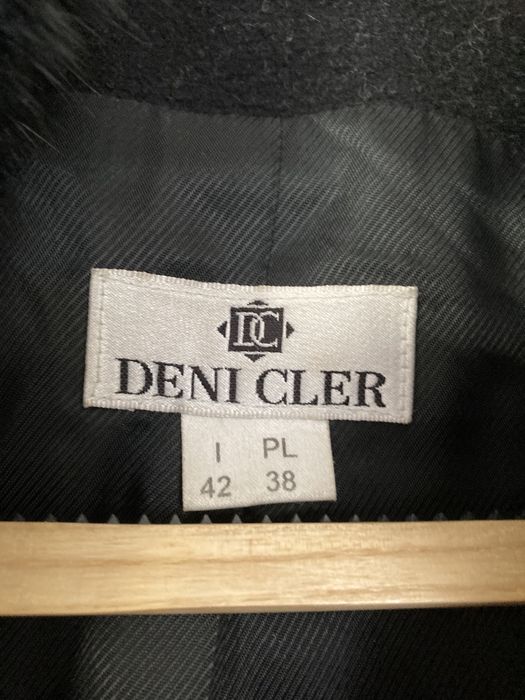 DC
DENI CLER
I PL
42 38